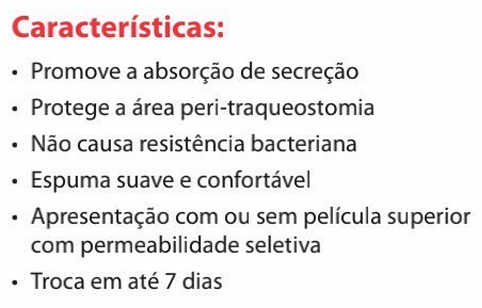 Características:
• Promove a absorção de secreção
• Protege a área peri-traqueostomia
• Não causa resistência bacteriana
• Espuma suave e confortável
• Apresentação com ou sem película superior
com permeabilidade seletiva
• Troca em até 7 dias